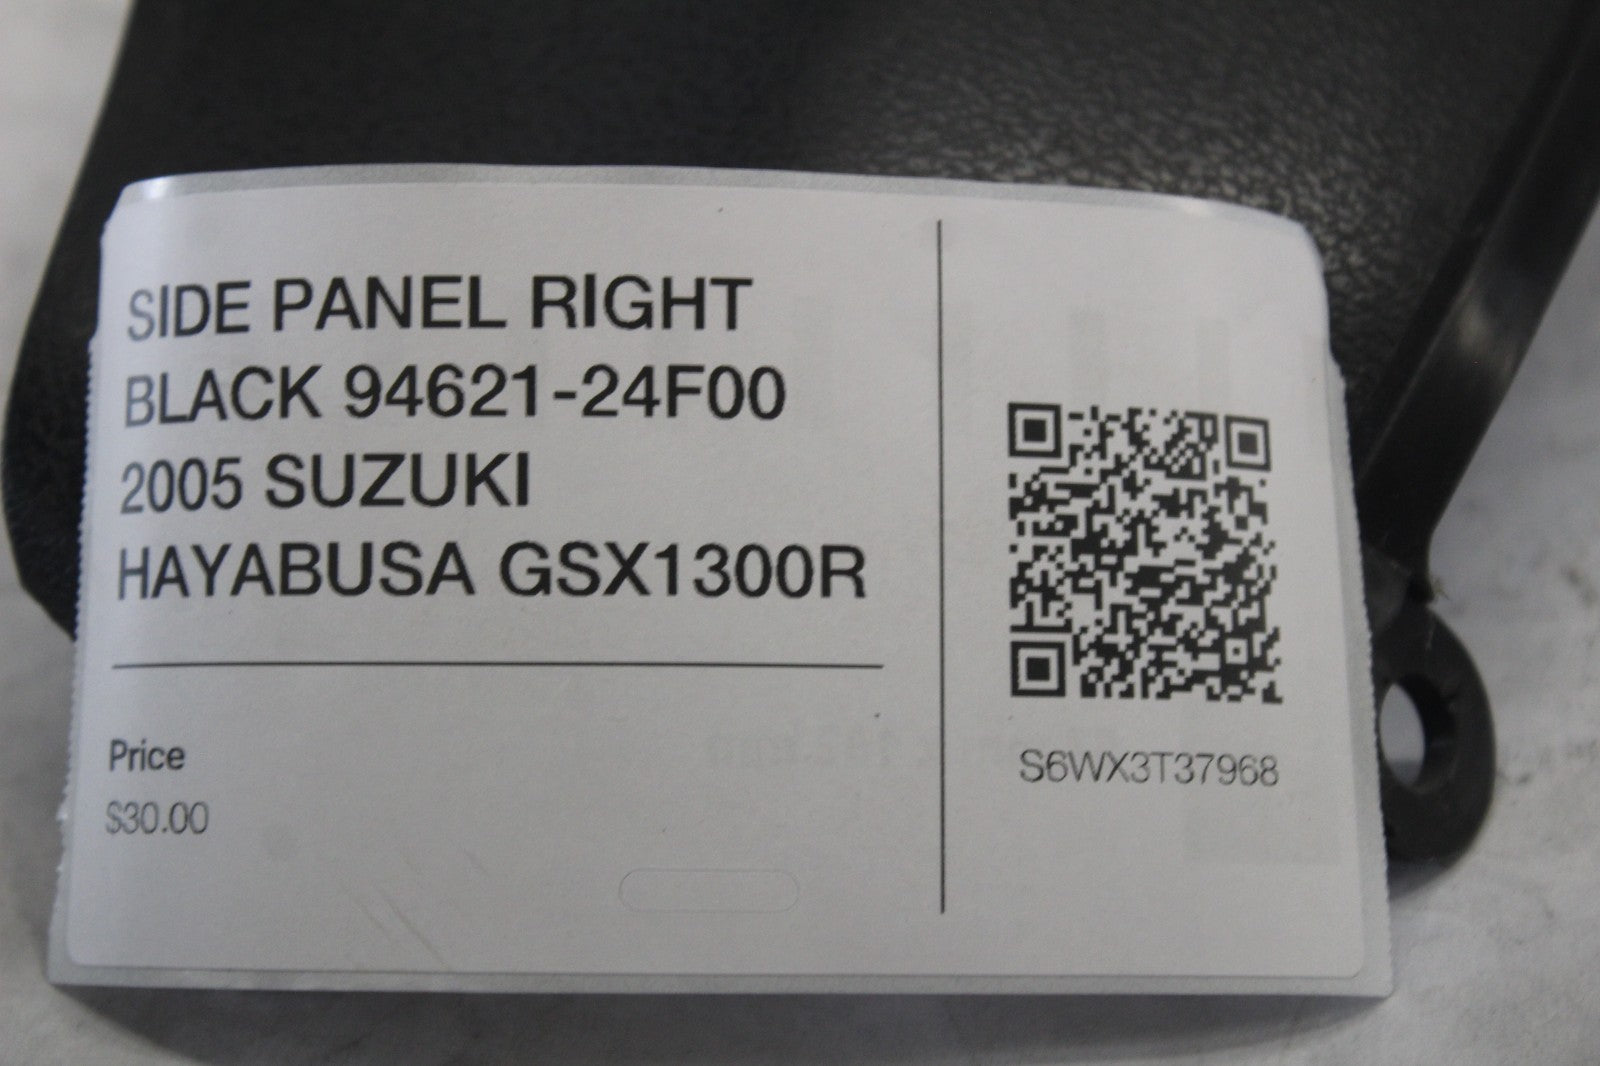 SIDE PANEL RIGHT
BLACK 94621-24F00
2005 SUZUKI
HAYABUSA GSX1300R
Price
$30.00
S6WX3T37968